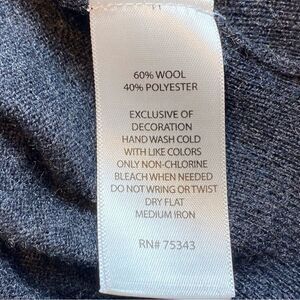 60% WOOL
40% POLYESTER
EXCLUSIVE OF
DECORATION
HAND WASH COLD
WITH LIKE COLORS
ONLY NON-CHLORINE
BLEACH WHEN NEEDED
DO NOT WRING OR TWIST
DRY FLAT
MEDIUM IRON
RN# 75343